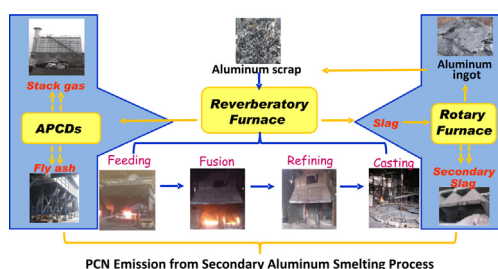 Aluminum scrap
Aluminum
ingot
Stack gas
Reverberatory
Furnace
APCDs
Slag
Rotary
Furnace
Fly ash
Feeding
Fusion
Refining
Casting
Secondary
Slag
PCN Emission from Secondary Aluminum Smelting Process